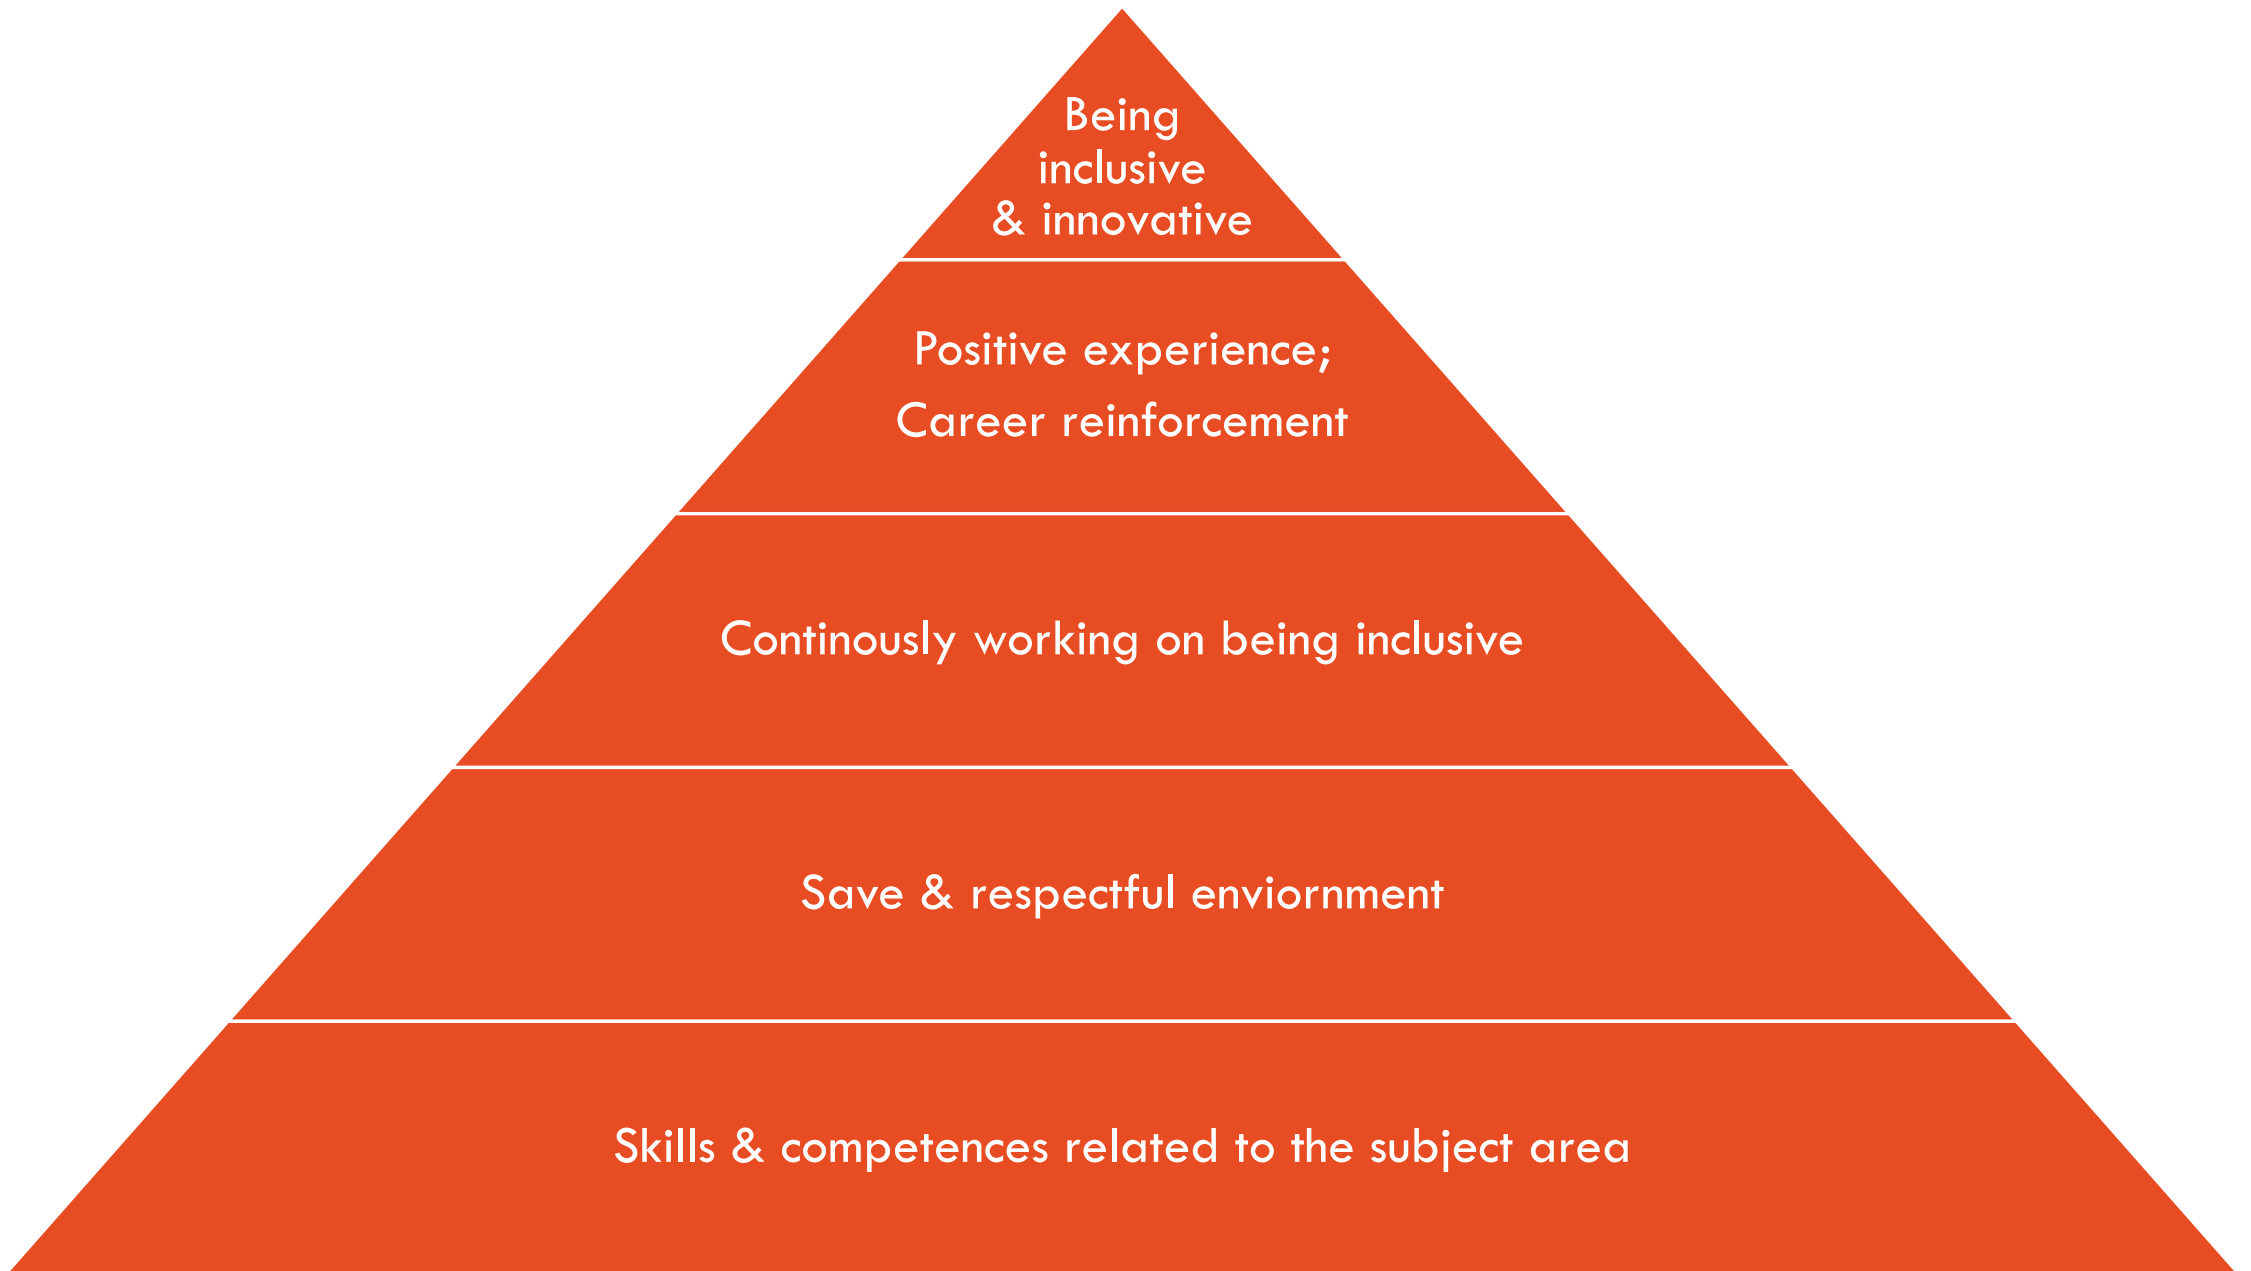 Being
inclusive
& innovative
Positive experience;
Career reinforcement
Continously working on being inclusive
Save & respectful enviornment
Skills & competences related to the subject area